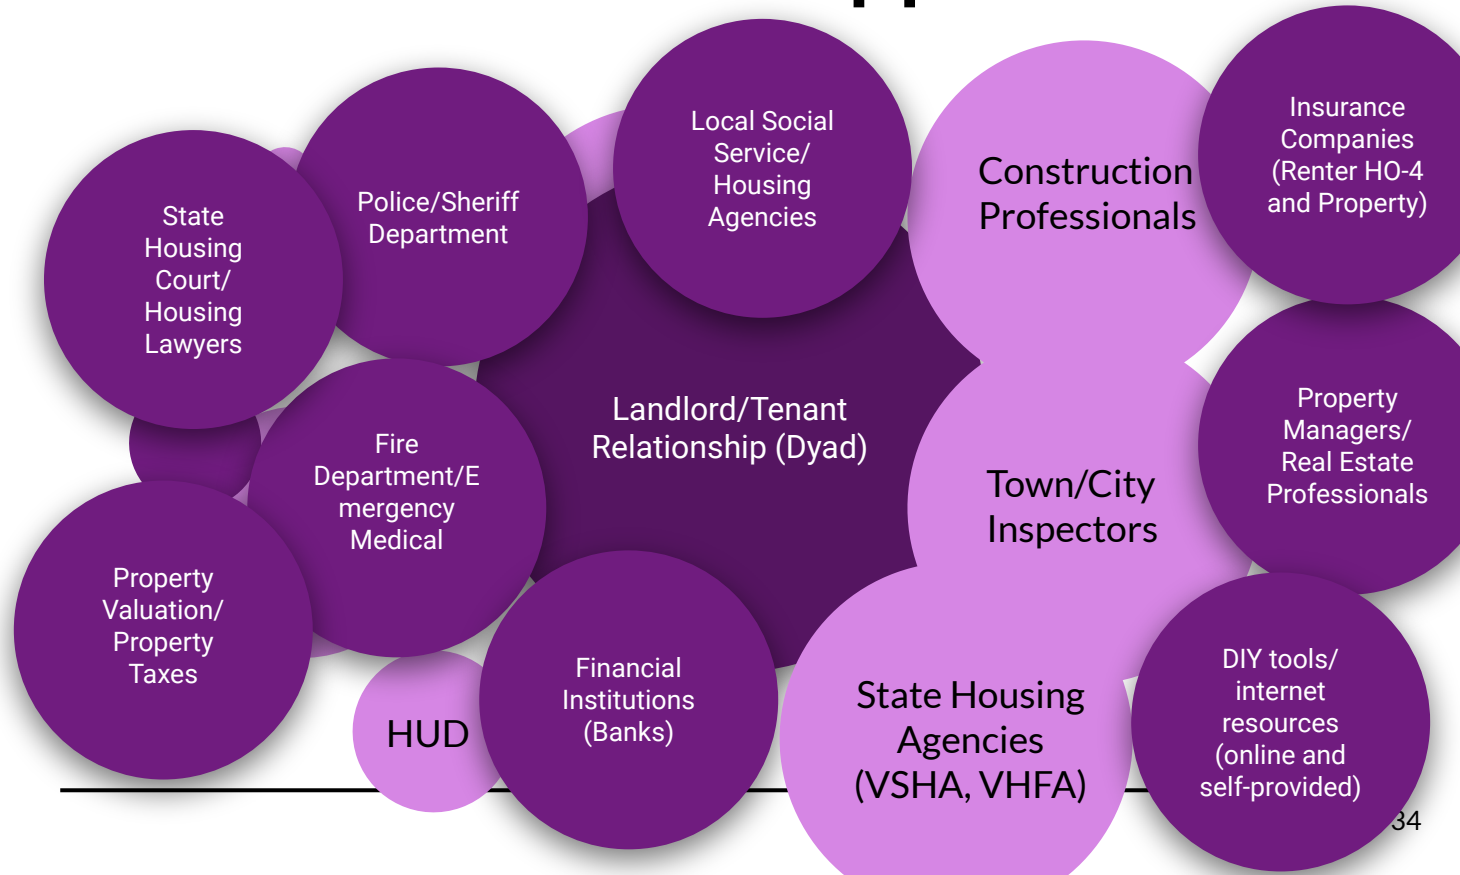 Local Social
Service/
Housing
Agencies
Insurance
Companies
(Renter HO-4
and Property)
Construction
Professionals
Police/Sheriff
Department
State
Housing
Court/
Housing
Lawyers
Landlord/Tenant
Relationship (Dyad)
Property
Managers/
Real Estate
Professionals
Fire
Department/E
mergency
Medical
Town/City
Inspectors
Property
Valuation/
Property
Taxes
Financial
Institutions
(Banks)
HUD
State Housing
Agencies
(VSHA, VHFA)
DIY tools/
internet
resources
(online and
self-provided)
34